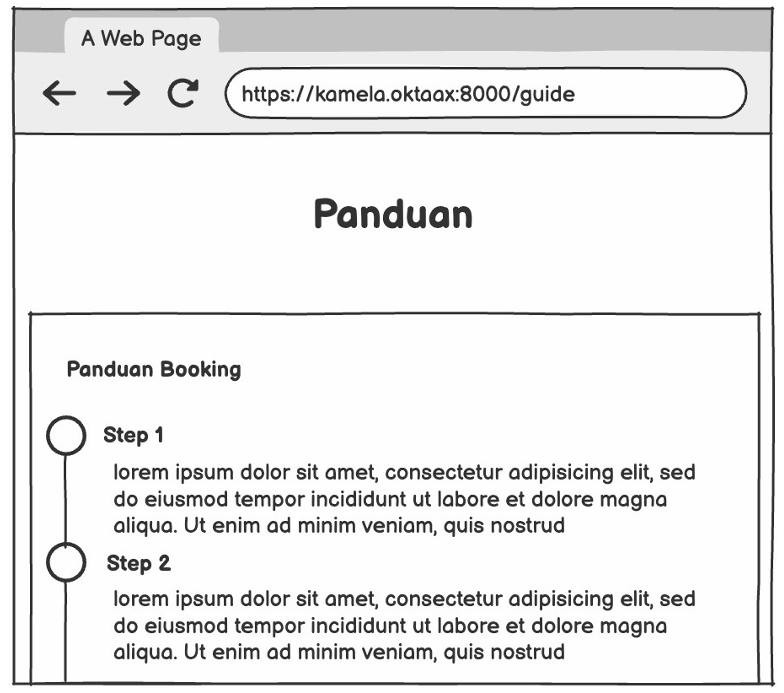 A Web Page
https://kamela.oktaax:8000/guide
Panduan
Panduan Booking
Step 1
lorem ipsum dolor sit amet, consectetur adipisicing elit, sed
do eiusmod tempor incididunt ut labore et dolore magna
aliqua. Ut enim ad minim veniam, quis nostrud
Step 2
lorem ipsum dolor sit amet, consectetur adipisicing elit, sed
do eiusmod tempor incididunt ut labore et dolore magna
aliqua. Ut enim ad minim veniam, quis nostrud